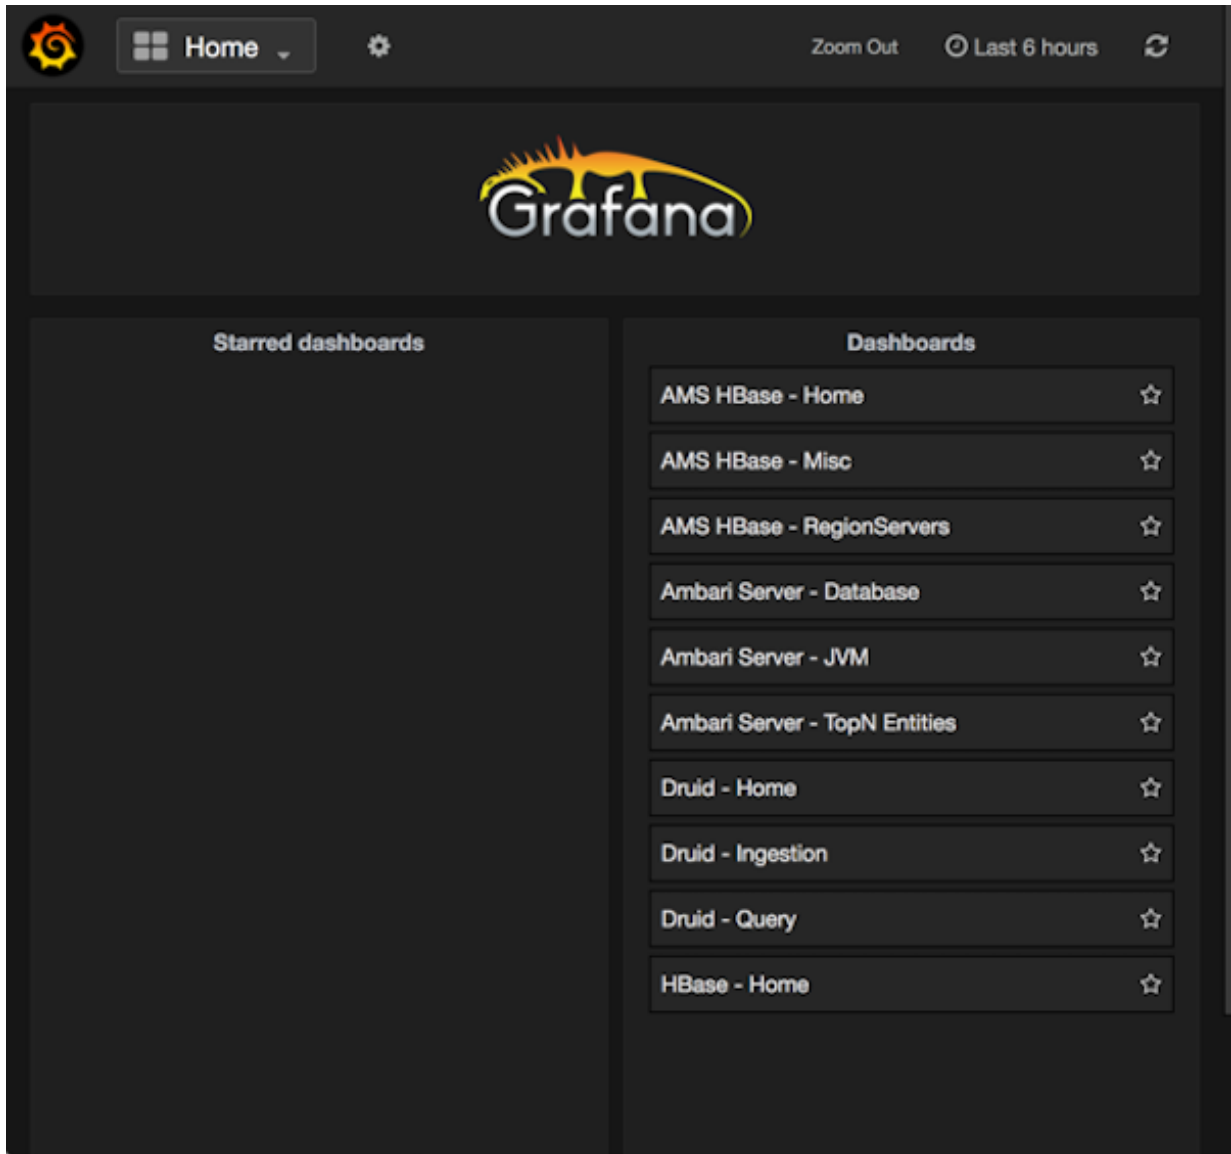 Home
Zoom Out
Last 6 hours
Grafana
Starred dashboards
Dashboards
AMS HBase - Home
AMS HBase - Misc
AMS HBase - RegionServers
Ambari Server - Database
Ambari Server - JVM
Ambari Server - TopN Entities
Druid - Home
Druid - Ingestion
Druid - Query
HBase - Home